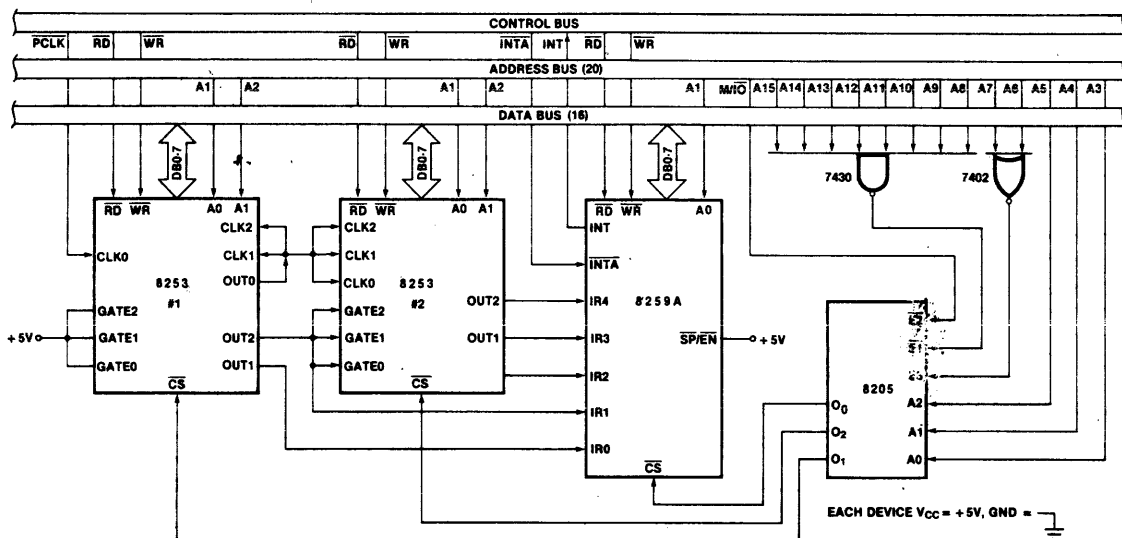 CONTROL BUS
PCLK RD WR RD WR INTA INT RD WR
ADDRESS BUS (20)
A1 A2 A1 A2 A1 M/IO A15 A14 A13 A12 A11 A10 A9 A8 A7 A6 A5 A4 A3
DATA BUS (16)
DB0-7 DB0-7 DB0-7
7430 7402
RD WR A0 A1
CLK2
CLK0 CLK1
OUT0
8253
#1
GATE2
+5V GATE1 OUT2
GATE0 OUT1
CS
RD WR A0 A1
CLK2
CLK1
CLK0
8253
#2
OUT2
GATE2
GATE1 OUT1
GATE0
CS
RD WR A0
INT
INTA
IR4 8259A
IR3 SP/EN +5V
IR2
IR1
IR0
CS
8205
O0 A2
O2 A1
O1 A0
EACH DEVICE VCC = +5V, GND =